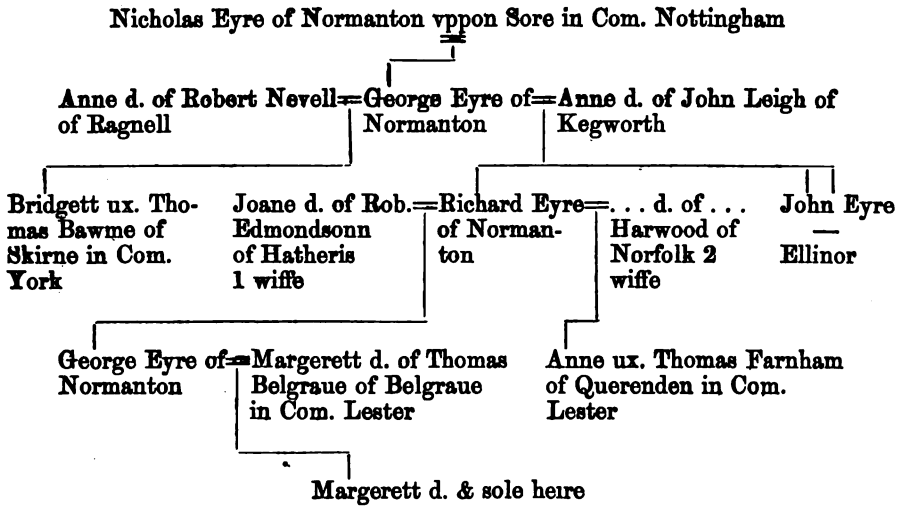 Nicholas Eyre of Normanton vppon Sore in Com. Nottingham
Anne d. of Robert Nevell=George Eyre of=Anne d. of John Leigh of
of Ragnell
Normanton
Kegworth
Bridgett ux. Tho-
mas Bawme of
Skirne in Com.
York
Joane d. of Rob.=Richard Eyre=. . . d. of . . .
Edmondsonn
of Hatheris
1 wiffe
of Norman-
ton
Harwood of
Norfolk 2
wiffe
John Eyre
—
Ellinor
George Eyre of=Margerett d. of Thomas
Normanton
Belgraue of Belgraue
in Com. Lester
Anne ux. Thomas Farnham
of Querenden in Com.
Lester
Margerett d. & sole heire